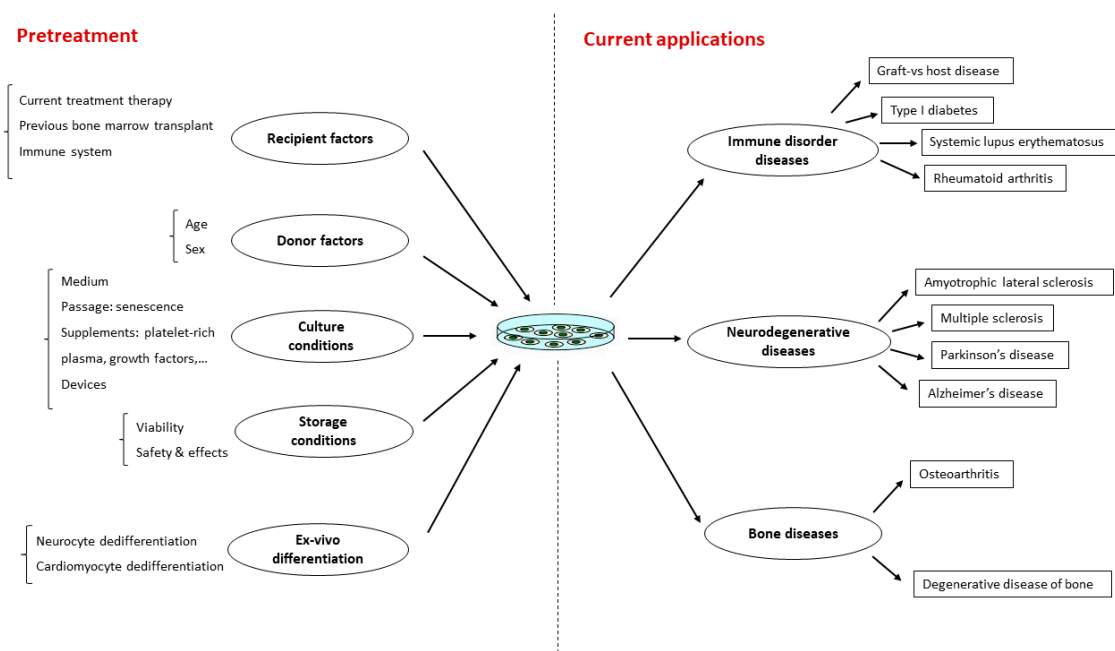 Pretreatment
Current treatment therapy
Previous bone marrow transplant
Immune system
Recipient factors
Age
Sex
Donor factors
Medium
Passage: senescence
Supplements: platelet-rich
plasma, growth factors,...
Devices
Culture
conditions
Viability
Safety & effects
Storage
conditions
Neurocyte dedifferentiation
Cardiomyocyte dedifferentiation
Ex-vivo
differentiation
Current applications
Immune disorder
diseases
Graft-vs host disease
Type I diabetes
Systemic lupus erythematosus
Rheumatoid arthritis
Neurodegenerative
diseases
Amyotrophic lateral sclerosis
Multiple sclerosis
Parkinson's disease
Alzheimer's disease
Bone diseases
Osteoarthritis
Degenerative disease of bone